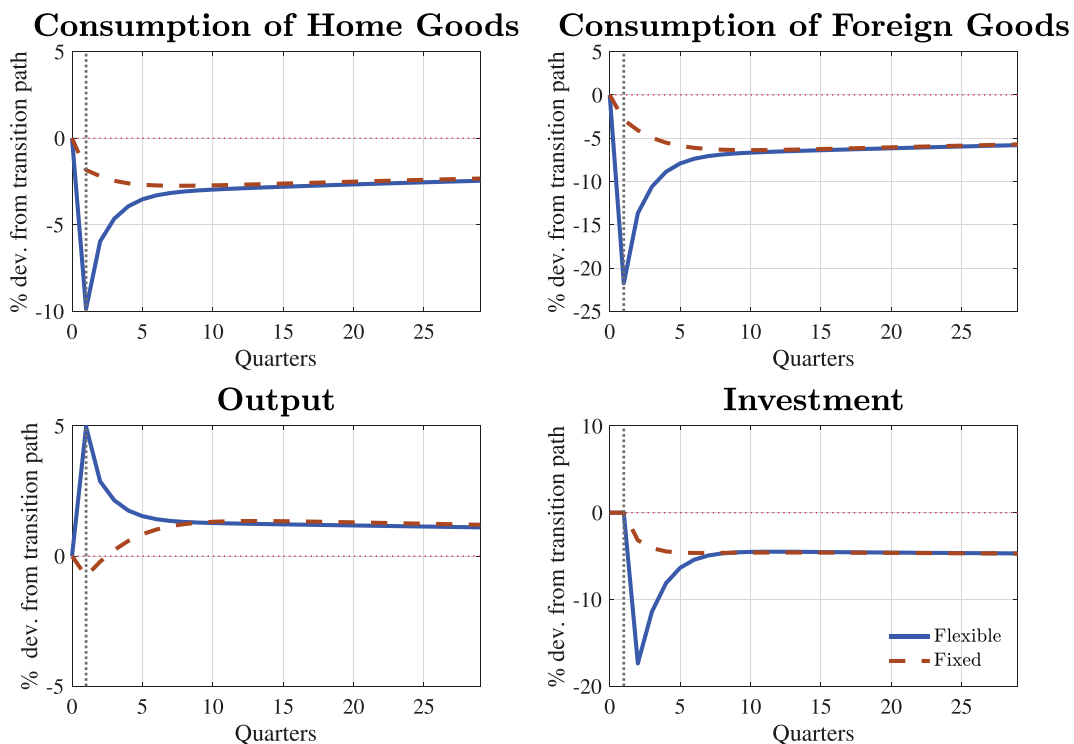 Consumption of Home Goods
% dev. from transition path
5
0
-5
-10
0 5 10 15 20 25
Quarters
Consumption of Foreign Goods
% dev. from transition path
5
0
-5
-10
-15
-20
-25
0 5 10 15 20 25
Quarters
Output
% dev. from transition path
5
0
-5
0 5 10 15 20 25
Quarters
Investment
% dev. from transition path
10
0
-10
-20
Flexible
Fixed
0 5 10 15 20 25
Quarters